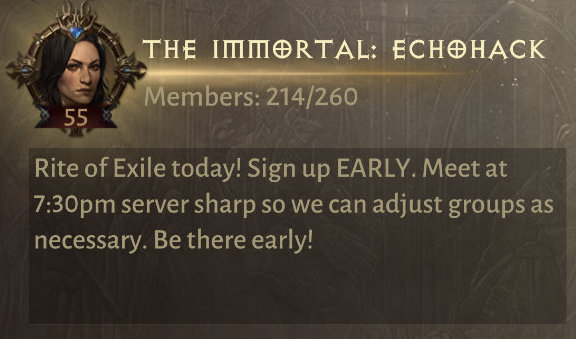 THE IMMORTAL: ECHOHACK
Members: 214/260
55
Rite of Exile today! Sign up EARLY. Meet at
7:30pm server sharp so we can adjust groups as
necessary. Be there early!